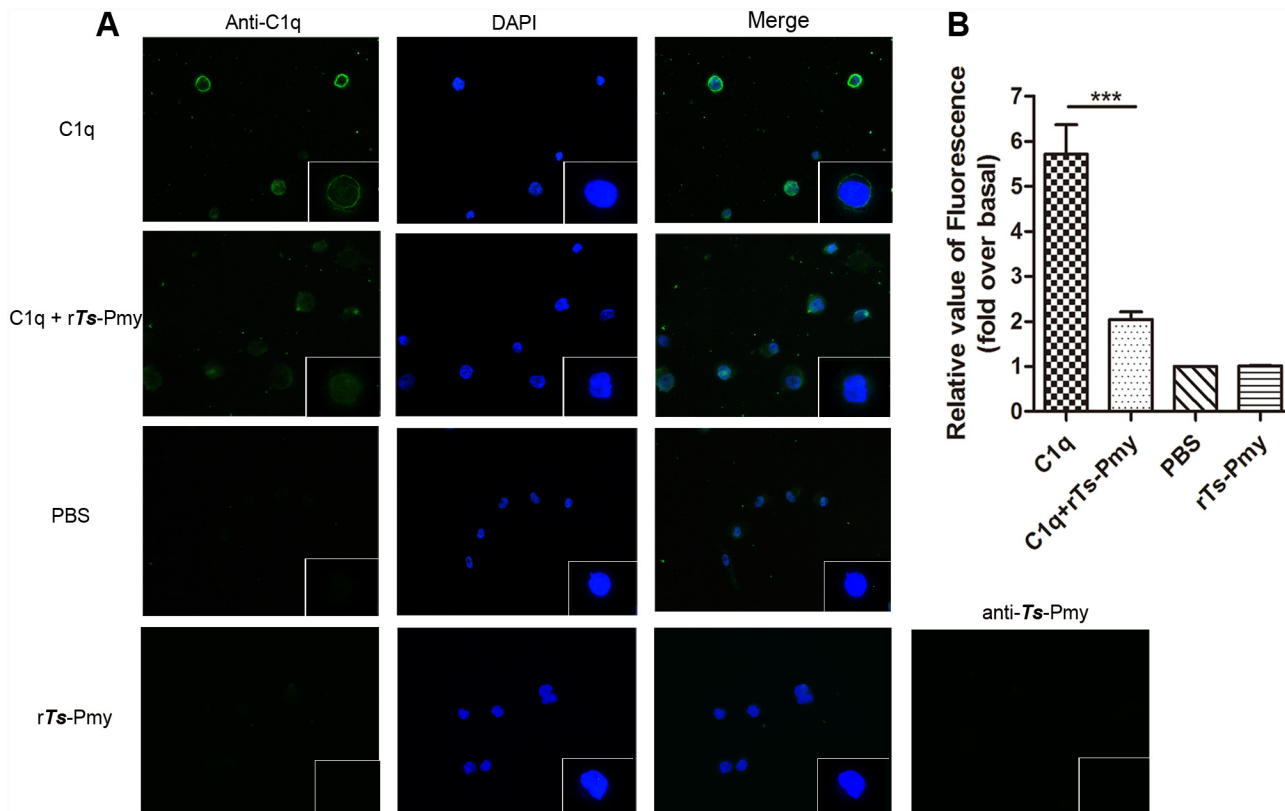 A
Anti-C1q
DAPI
Merge
B
C1q
C1q + rTs-Pmy
PBS
rTs-Pmy
anti-Ts-Pmy
Relative value of Fluorescence
(fold over basal)
7
6
5
4
3
2
1
0
***
C1q
C1q+rTs-Pmy
PBS
rTs-Pmy